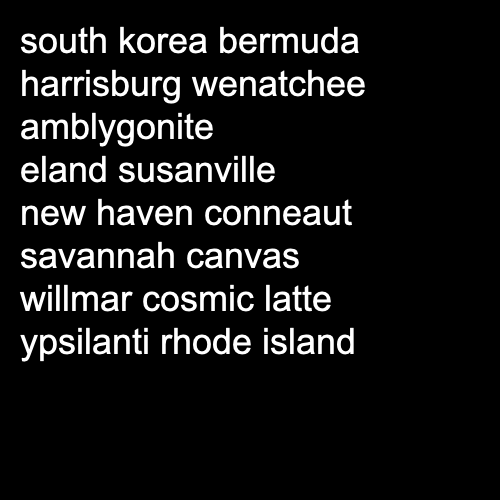 south korea bermuda
harrisburg wenatchee
amblygonite
eland susanville
new haven conneaut
savannah canvas
willmar cosmic latte
ypsilanti rhode island